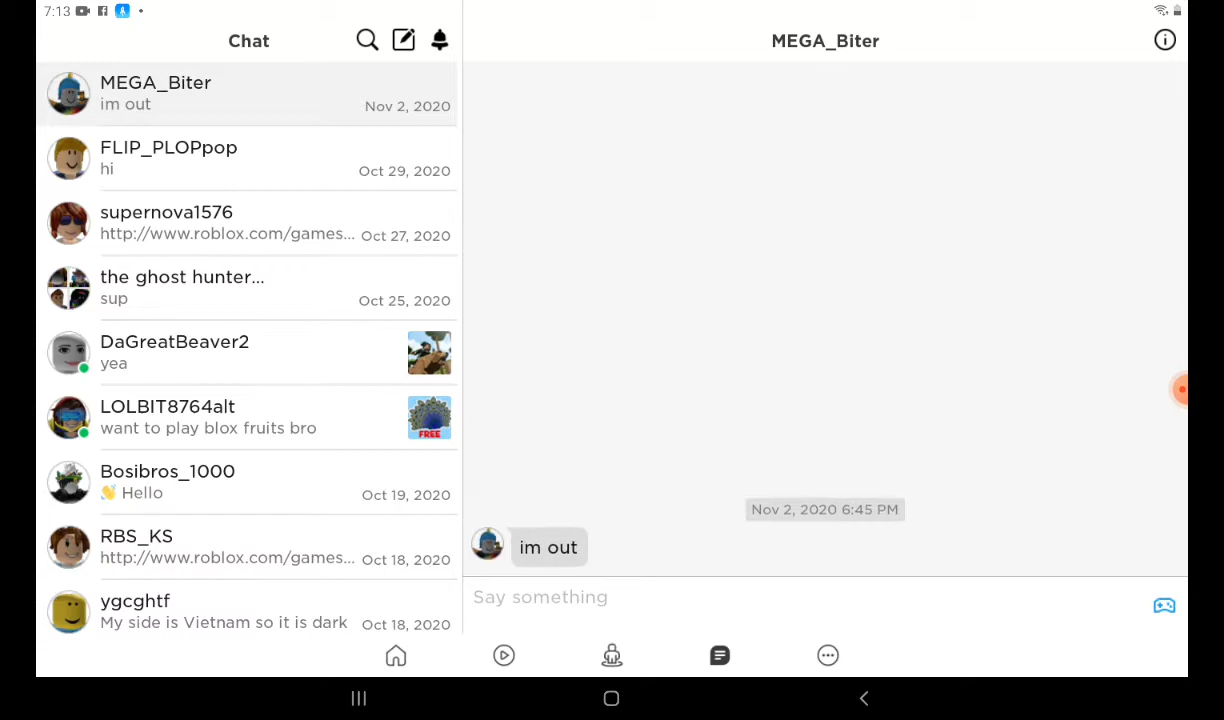 7:13
Chat
MEGA_Biter
im out
Nov 2, 2020
FLIP_PLOPpop
hi
Oct 29, 2020
supernova1576
http://www.roblox.com/games...
Oct 27, 2020
the ghost hunter...
sup
Oct 25, 2020
DaGreatBeaver2
yea
LOLBIT8764alt
want to play blox fruits bro
FREE
Bosibros_1000
👋 Hello
Oct 19, 2020
RBS_KS
http://www.roblox.com/games...
Oct 18, 2020
ygcghtf
My side is Vietnam so it is dark
Oct 18, 2020
MEGA_Biter
Nov 2, 2020 6:45 PM
im out
Say something